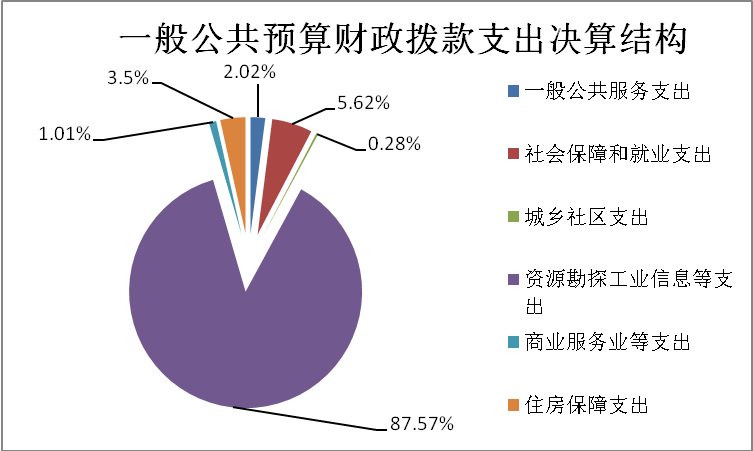 一般公共预算财政拨款支出决算结构
2.02%
3.5%
5.62%
1.01%
0.28%
87.57%
一般公共服务支出
社会保障和就业支出
城乡社区支出
资源勘探工业信息等支
出
商业服务业等支出
住房保障支出